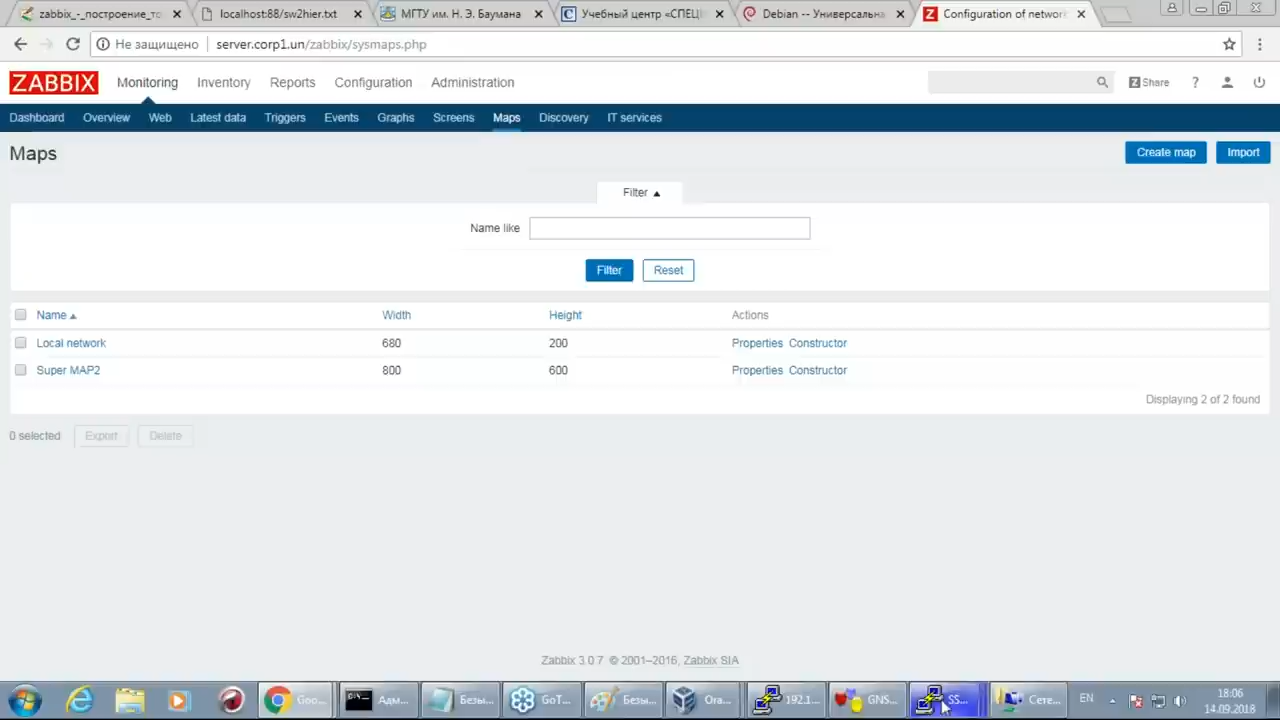 zabbix_-_построение_то
localhost:88/sw2hier.txt
МГТУ им. Н. Э. Баумана
Учебный центр «СПЕЦИ
Debian -- Универсальна
Configuration of network
Не защищено
server.corp1.un/zabbix/sysmaps.php
ZABBIX
Monitoring
Inventory
Reports
Configuration
Administration
Z Share
?
Dashboard
Overview
Web
Latest data
Triggers
Events
Graphs
Screens
Maps
Discovery
IT services
Maps
Create map
Import
Filter ▲
Name like
Filter
Reset
Name ▲
Width
Height
Actions
Local network
680
200
Properties Constructor
Super MAP2
800
600
Properties Constructor
Displaying 2 of 2 found
0 selected
Export
Delete
Zabbix 3.0.7 © 2001–2016, Zabbix SIA
Goo...
Адм...
Безы...
GoT...
Безы...
Ora...
192.1...
GNS...
SS...
Сете...
EN
18:06
14.09.2018